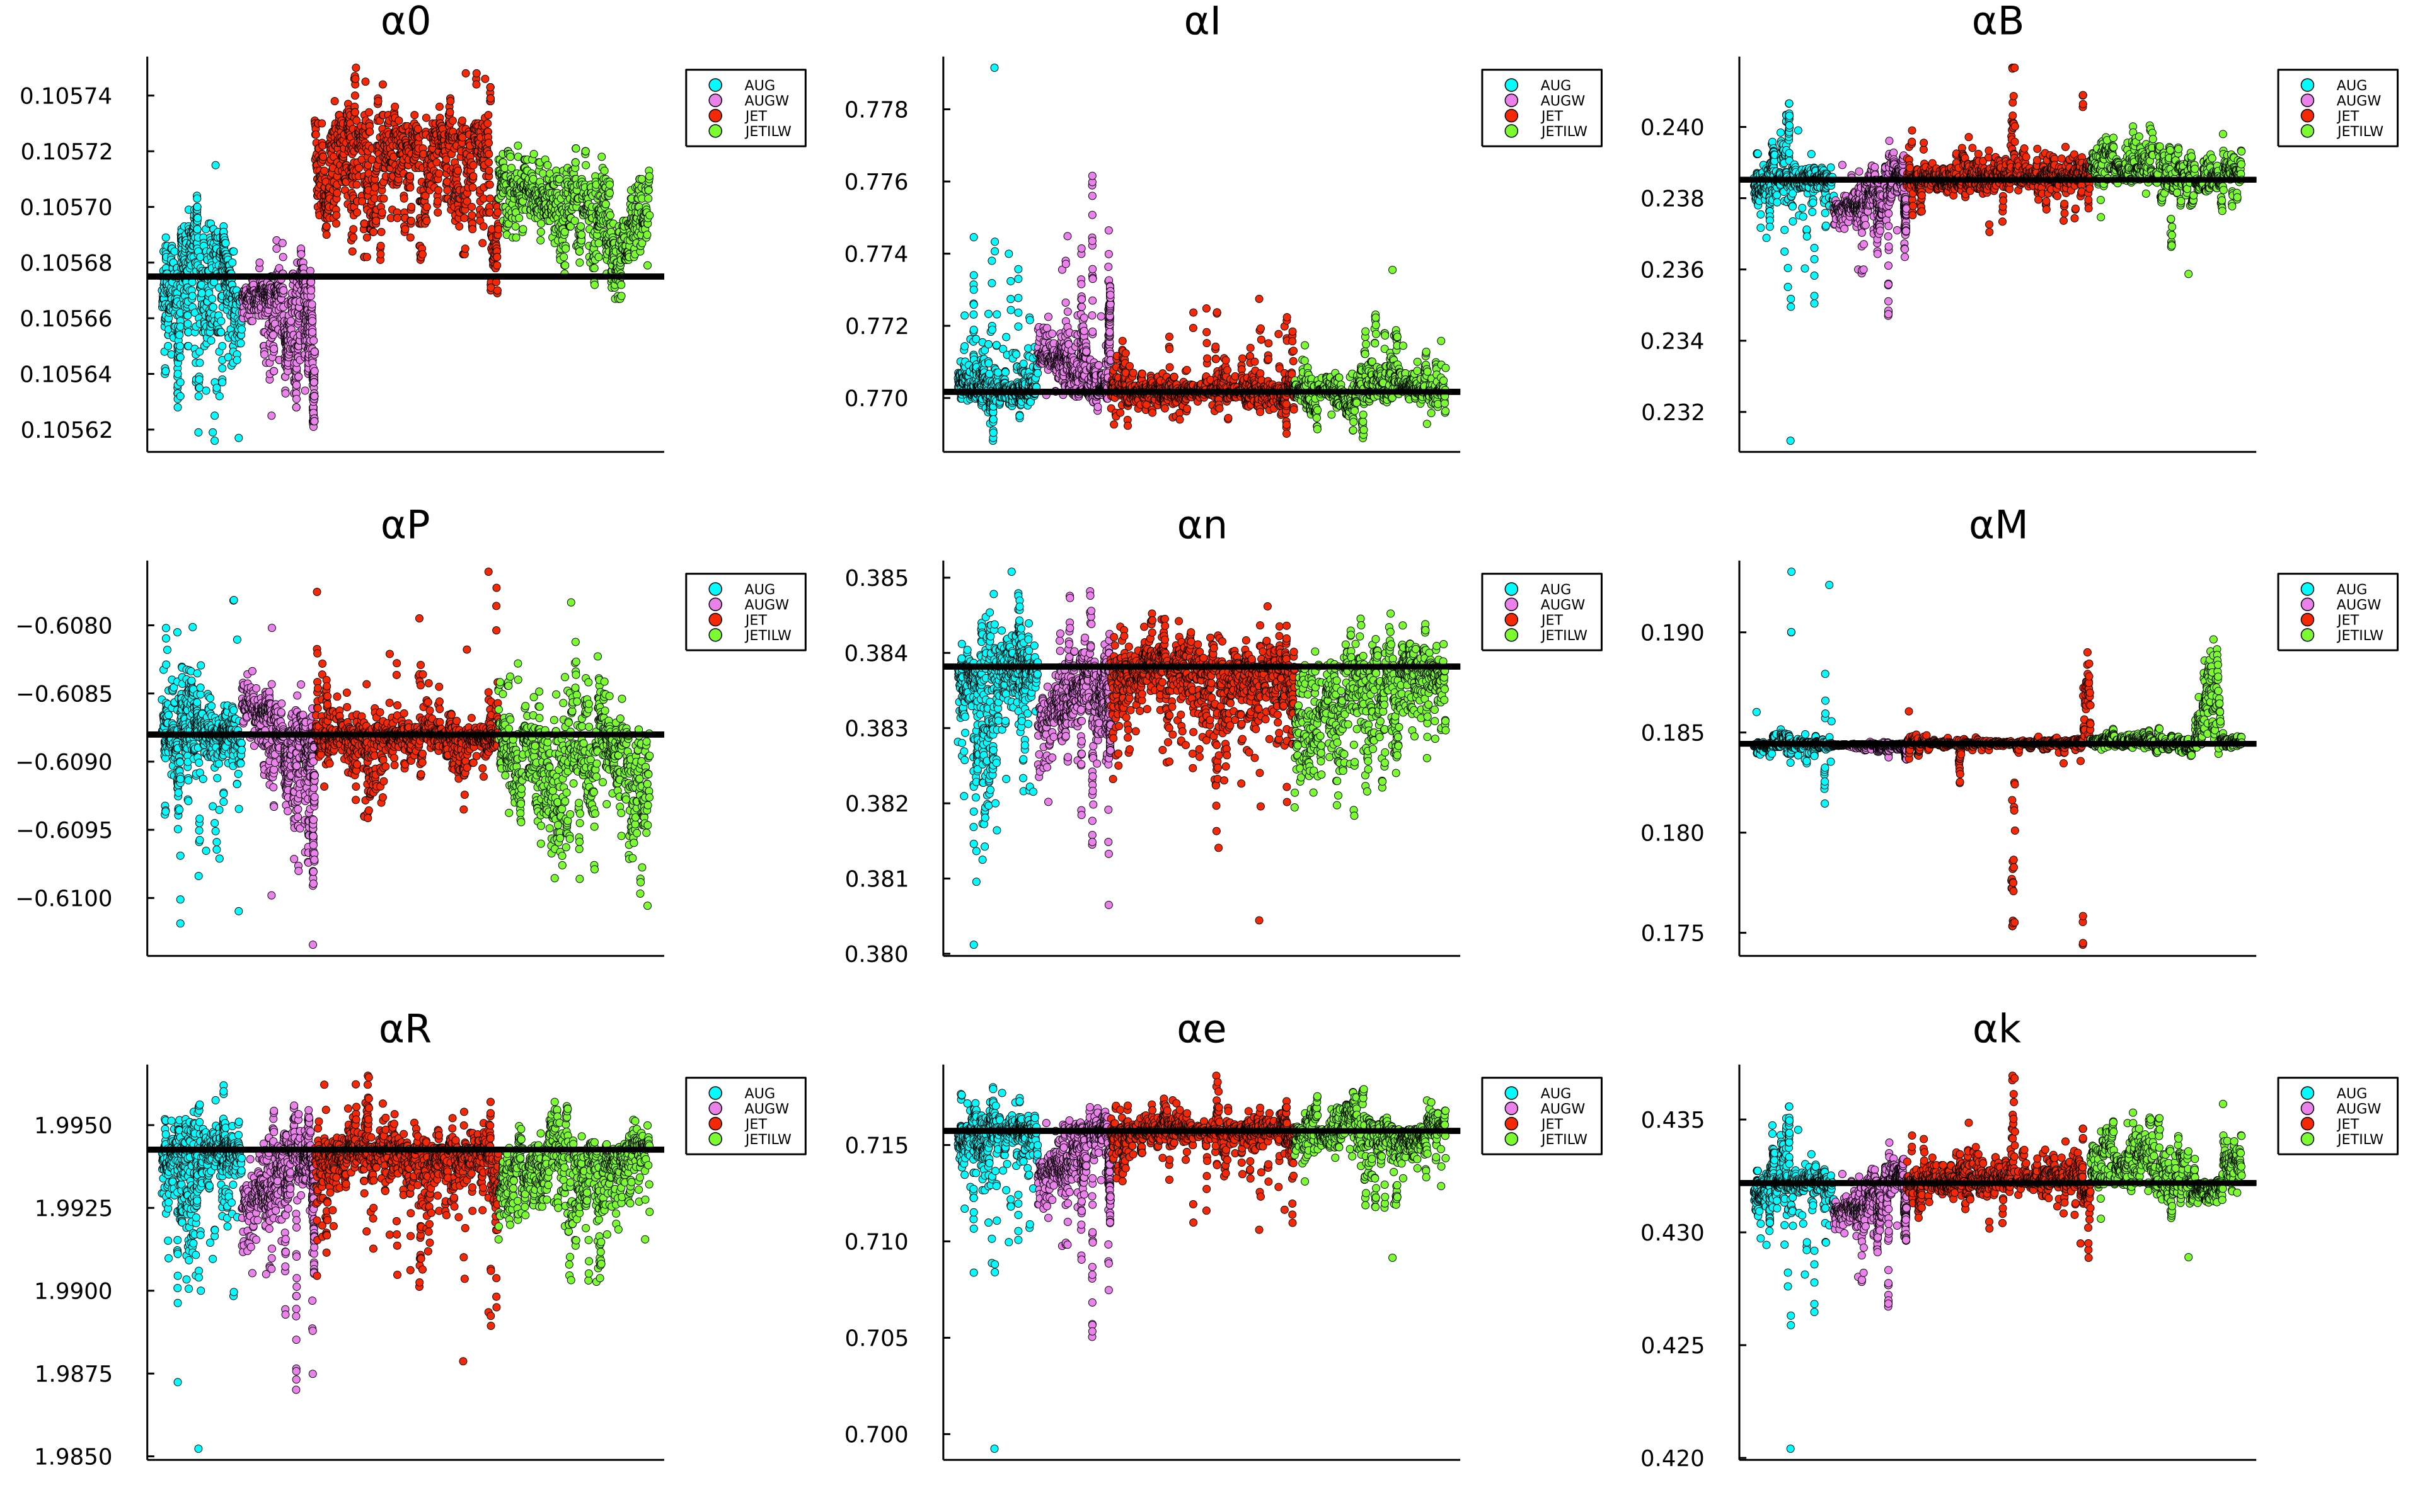 α0
0.10574
0.10572
0.10570
0.10568
0.10566
0.10564
0.10562
AUG
AUGW
JET
JETILW
αI
0.778
0.776
0.774
0.772
0.770
AUG
AUGW
JET
JETILW
αB
0.240
0.238
0.236
0.234
0.232
AUG
AUGW
JET
JETILW
αP
−0.6080
−0.6085
−0.6090
−0.6095
−0.6100
AUG
AUGW
JET
JETILW
αn
0.385
0.384
0.383
0.382
0.381
0.380
AUG
AUGW
JET
JETILW
αM
0.190
0.185
0.180
0.175
AUG
AUGW
JET
JETILW
αR
1.9950
1.9925
1.9900
1.9875
1.9850
AUG
AUGW
JET
JETILW
αe
0.715
0.710
0.705
0.700
AUG
AUGW
JET
JETILW
αk
0.435
0.430
0.425
0.420
AUG
AUGW
JET
JETILW